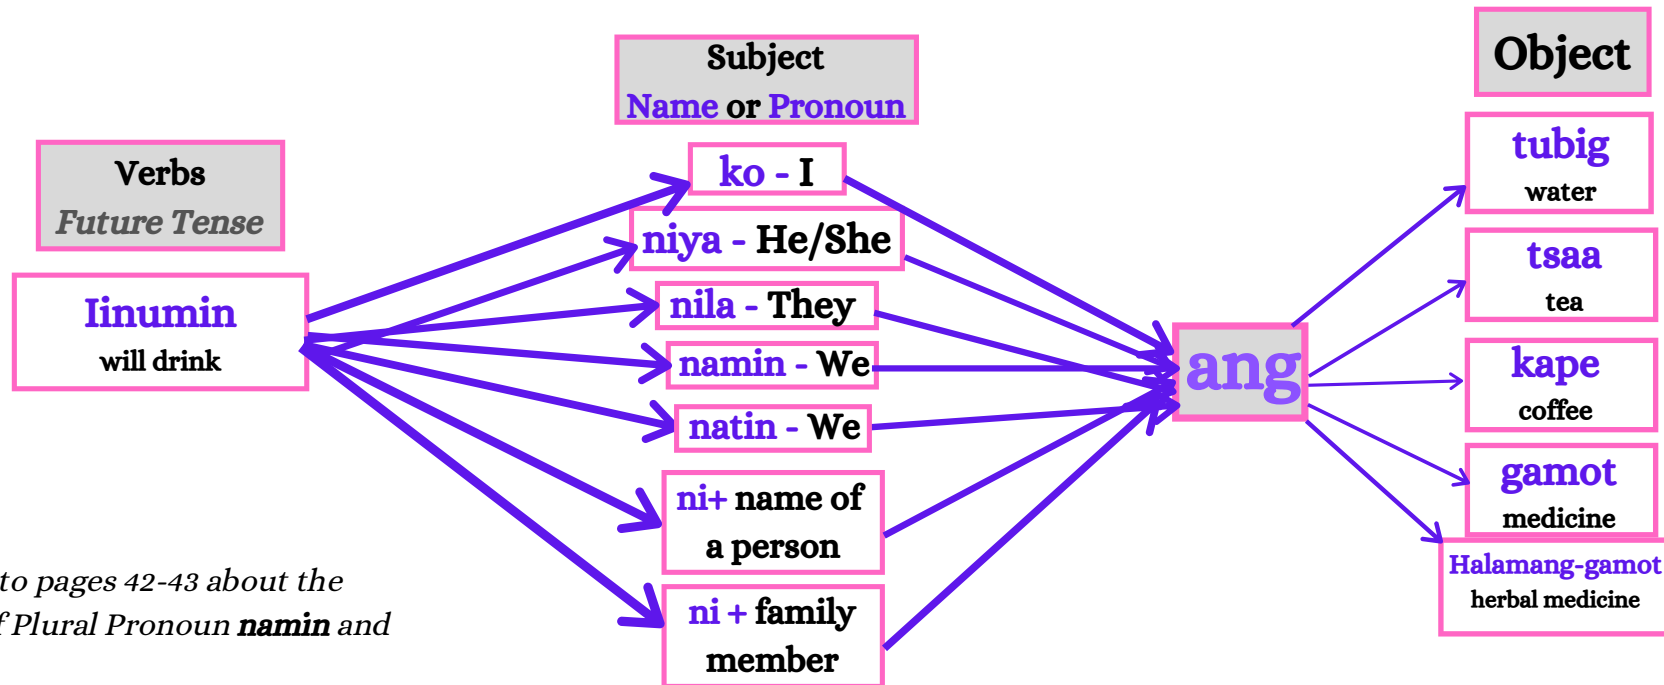 Verbs
Future Tense
Iinumin
will drink
Subject
Name or Pronoun
ko - I
niya - He/She
nila - They
namin - We
natin - We
ni+ name of
a person
ni + family
member
ang
Object
tubig
water
tsaa
tea
kape
coffee
gamot
medicine
Halamang-gamot
herbal medicine
to pages 42-43 about the
f Plural Pronoun namin and